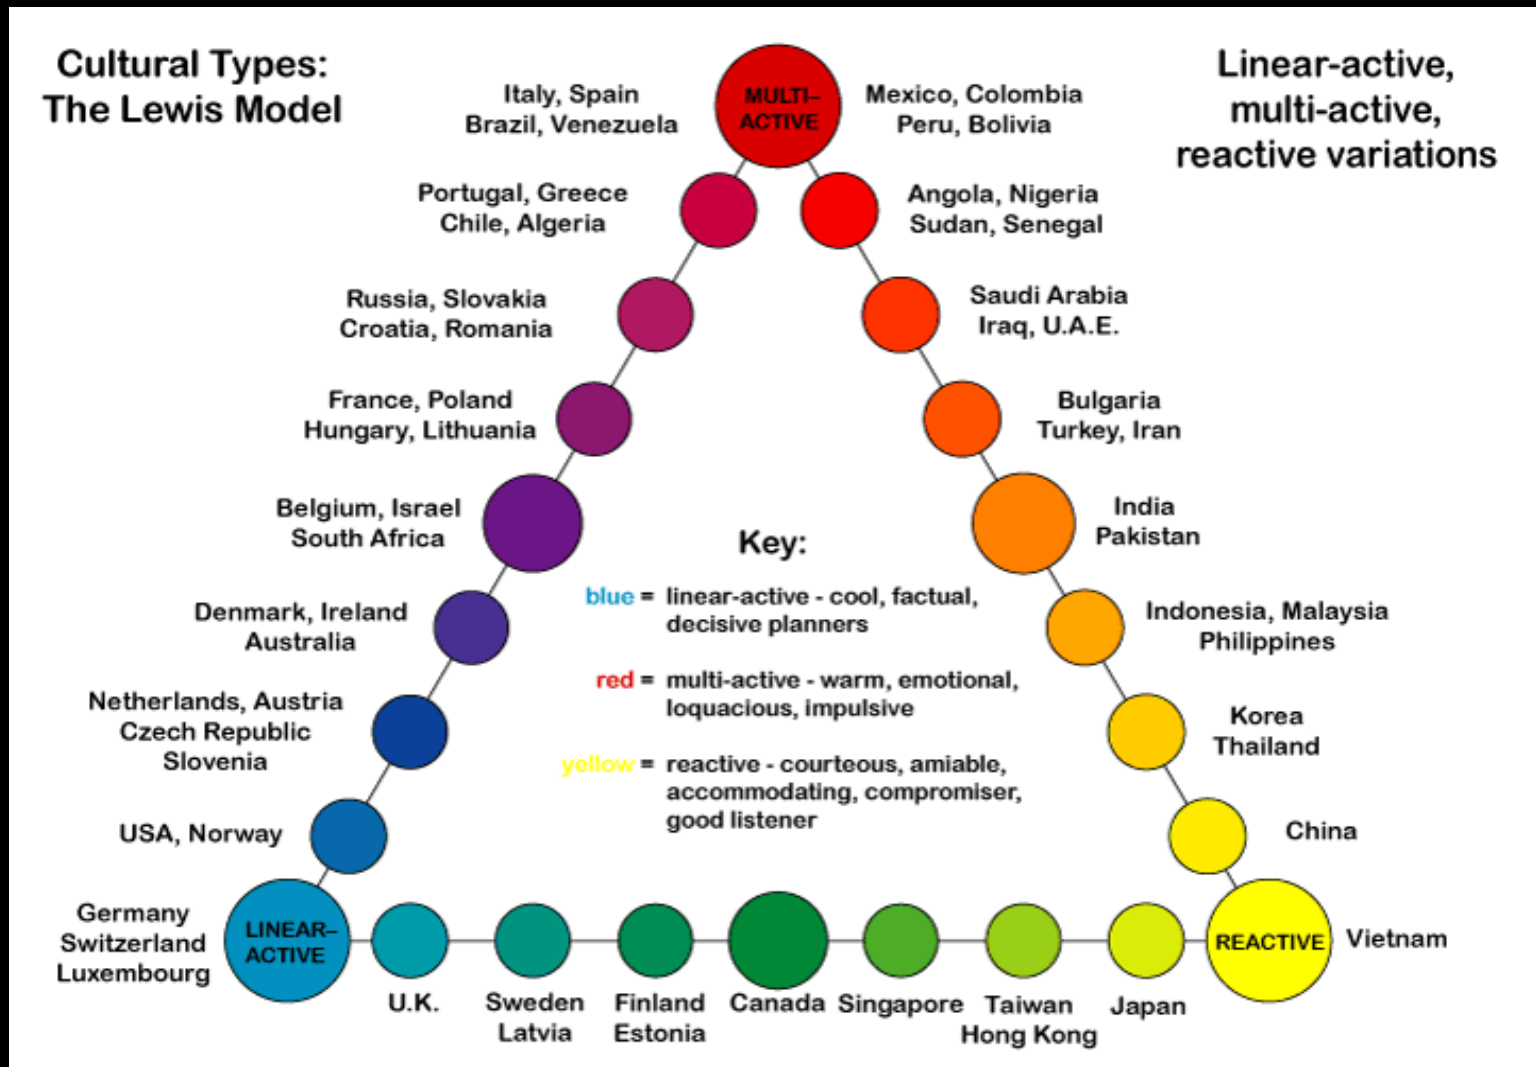 Cultural Types:
The Lewis Model
Linear-active,
multi-active,
reactive variations
MULTI-
ACTIVE
Italy, Spain
Brazil, Venezuela
Mexico, Colombia
Peru, Bolivia
Portugal, Greece
Chile, Algeria
Angola, Nigeria
Sudan, Senegal
Russia, Slovakia
Croatia, Romania
Saudi Arabia
Iraq, U.A.E.
France, Poland
Hungary, Lithuania
Bulgaria
Turkey, Iran
Belgium, Israel
South Africa
India
Pakistan
Denmark, Ireland
Australia
Indonesia, Malaysia
Philippines
Netherlands, Austria
Czech Republic
Slovenia
Korea
Thailand
USA, Norway
China
Key:
blue = linear-active - cool, factual,
decisive planners
red = multi-active - warm, emotional,
loquacious, impulsive
yellow = reactive - courteous, amiable,
accommodating, compromiser,
good listener
Germany
Switzerland
Luxembourg
LINEAR-
ACTIVE
REACTIVE
Vietnam
U.K.
Sweden
Latvia
Finland
Estonia
Canada
Singapore
Taiwan
Hong Kong
Japan